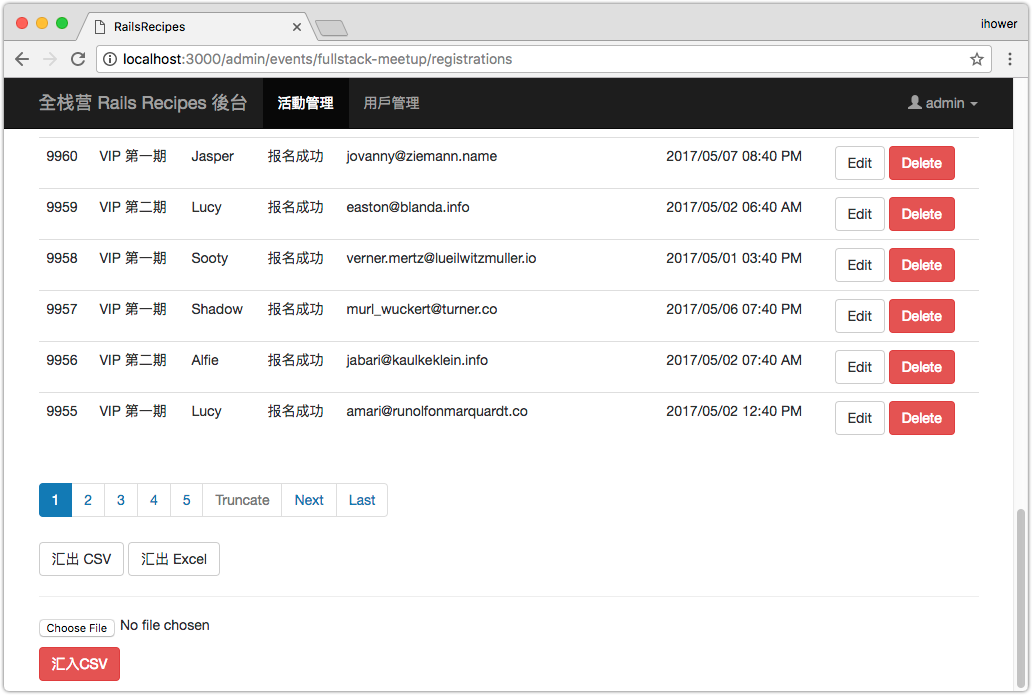 RailsRecipes
ihower
localhost:3000/admin/events/fullstack-meetup/registrations
全栈营 Rails Recipes 後台 活動管理 用戶管理 admin
9960 VIP 第一期 Jasper 报名成功 jovanny@ziemann.name 2017/05/07 08:40 PM Edit Delete
9959 VIP 第二期 Lucy 报名成功 easton@blanda.info 2017/05/02 06:40 AM Edit Delete
9958 VIP 第一期 Sooty 报名成功 verner.mertz@lueilwitzmuller.io 2017/05/01 03:40 PM Edit Delete
9957 VIP 第一期 Shadow 报名成功 murl_wuckert@turner.co 2017/05/06 07:40 PM Edit Delete
9956 VIP 第二期 Alfie 报名成功 jabari@kaulkeklein.info 2017/05/02 07:40 AM Edit Delete
9955 VIP 第一期 Lucy 报名成功 amari@runolfonmarquardt.co 2017/05/02 12:40 PM Edit Delete
1 2 3 4 5 Truncate Next Last
汇出 CSV 汇出 Excel
Choose File No file chosen
汇入CSV